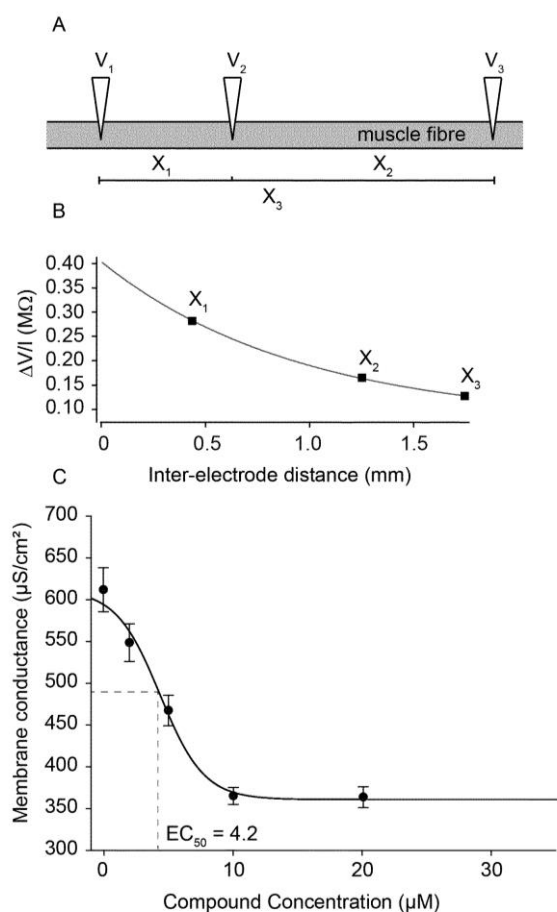 A
V₁ V₂ V₃
muscle fibre
X₁ X₂
X₃
B
ΔV/I (MΩ)
0.40
0.35
0.30
0.25
0.20
0.15
0.10
X₁
X₂
X₃
0 0.5 1.0 1.5
Inter-electrode distance (mm)
C
Membrane conductance (µS/cm²)
700
650
600
550
500
450
400
350
300
EC₅₀ = 4.2
0 10 20 30
Compound Concentration (µM)